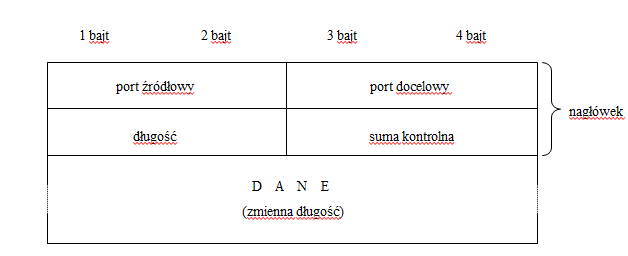 1 bajt 2 bajt 3 bajt 4 bajt
port źródłowy port docelowy
nagłówek
długość suma kontrolna
D A N E
(zmienna długość)